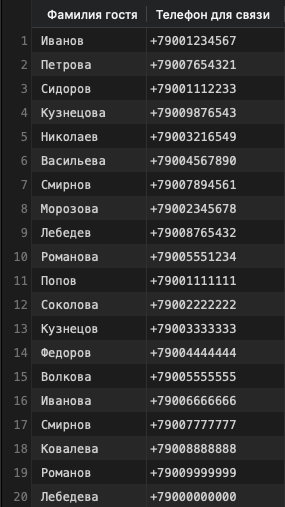 Фамилия гостя Телефон для связи
1 Иванов +79001234567
2 Петрова +79007654321
3 Сидоров +79001112233
4 Кузнецова +79009876543
5 Николаев +79003216549
6 Васильева +79004567890
7 Смирнов +79007894561
8 Морозова +79002345678
9 Лебедев +79008765432
10 Романова +79005551234
11 Попов +79001111111
12 Соколова +79002222222
13 Кузнецов +79003333333
14 Федоров +79004444444
15 Волкова +79005555555
16 Иванова +79006666666
17 Смирнов +79007777777
18 Ковалева +79008888888
19 Романов +79009999999
20 Лебедева +79000000000